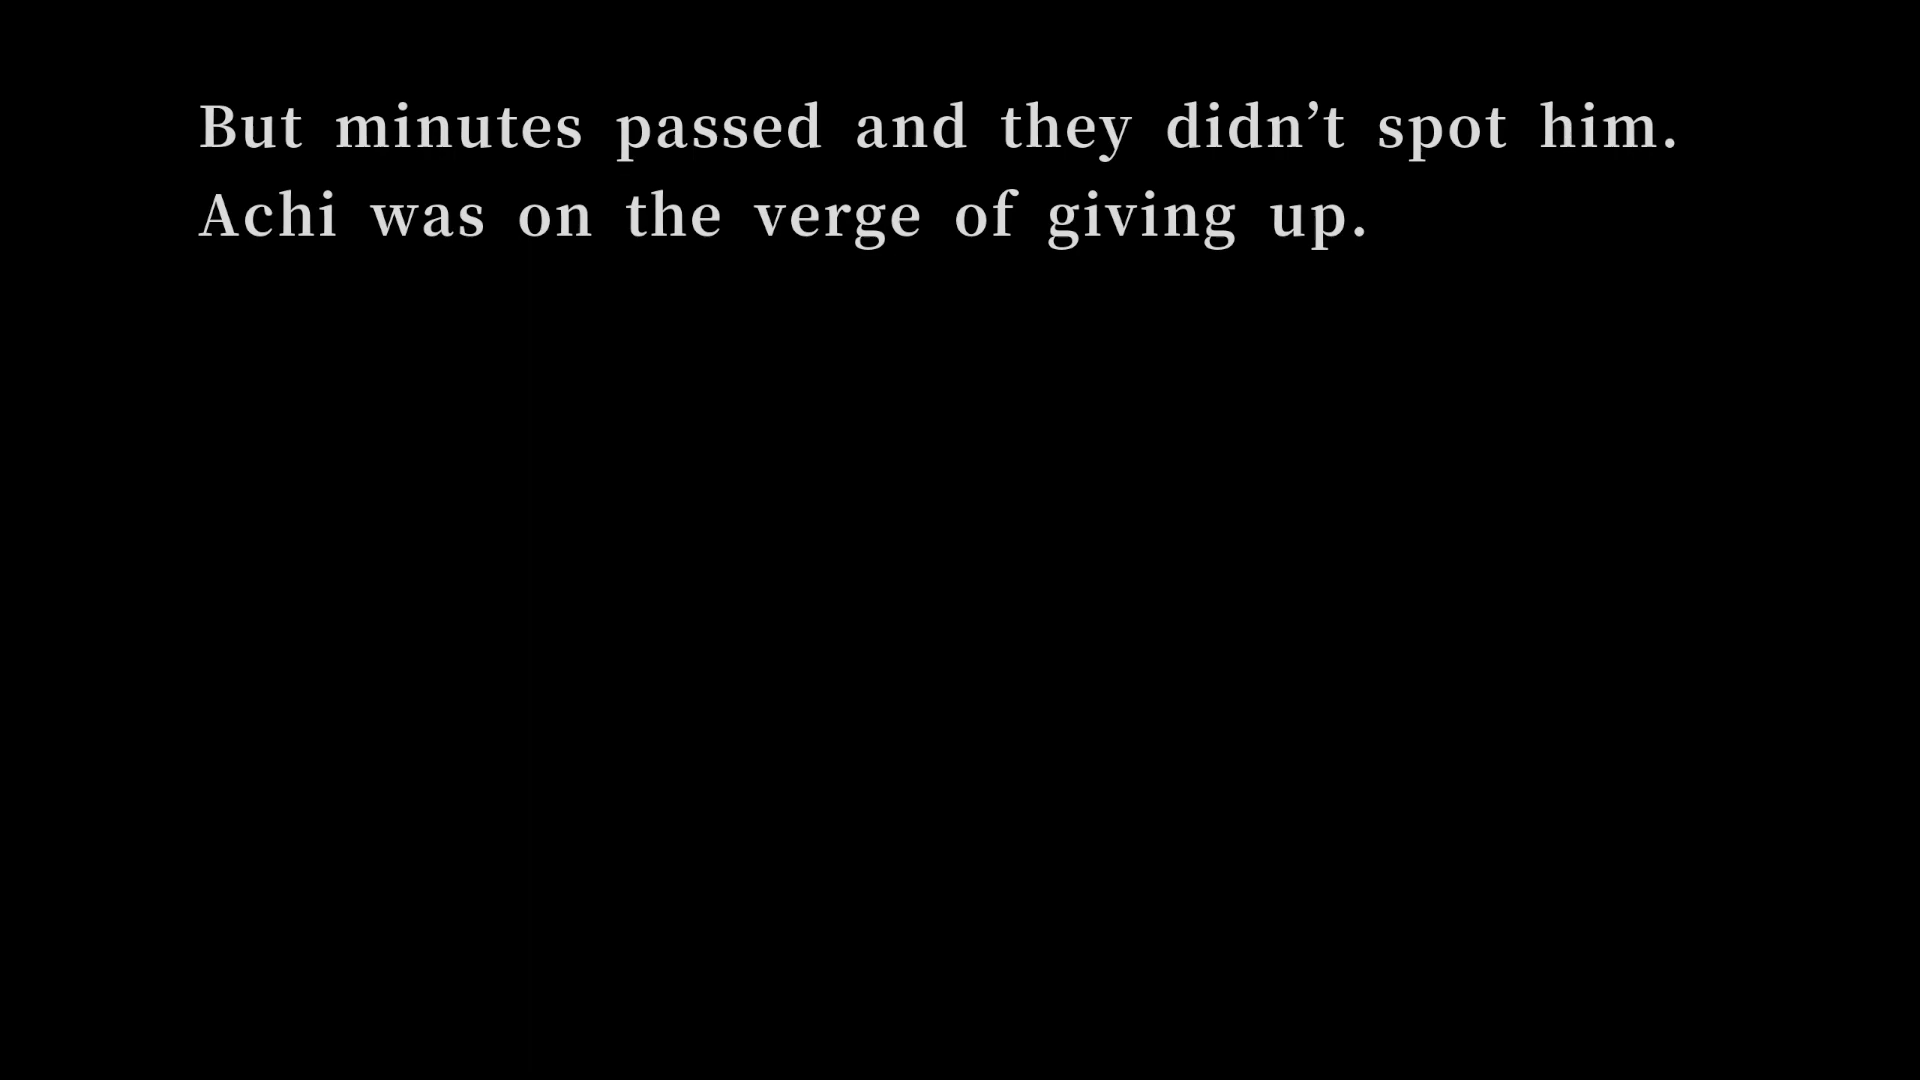 But minutes passed and they didn’t spot him.
Achi was on the verge of giving up.